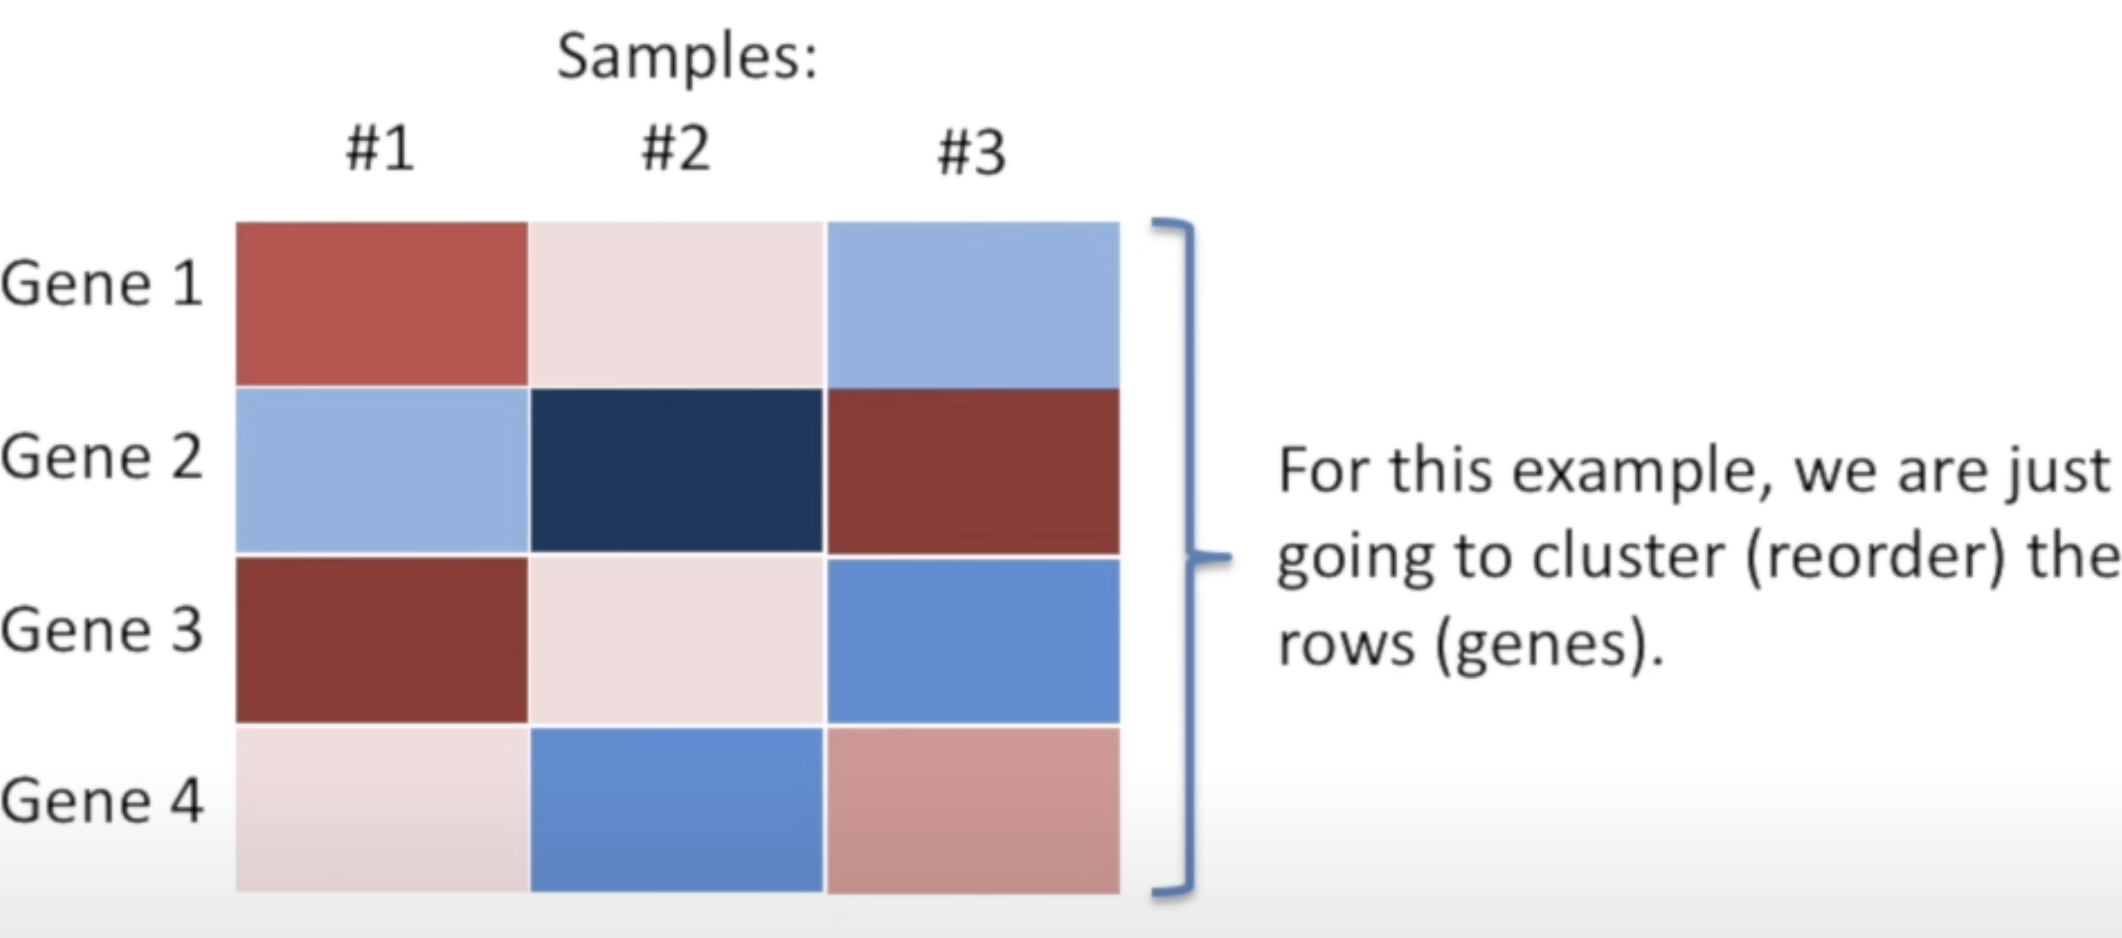 Samples:
#1 #2 #3
Gene 1
Gene 2
Gene 3
Gene 4
For this example, we are just
going to cluster (reorder) the
rows (genes).